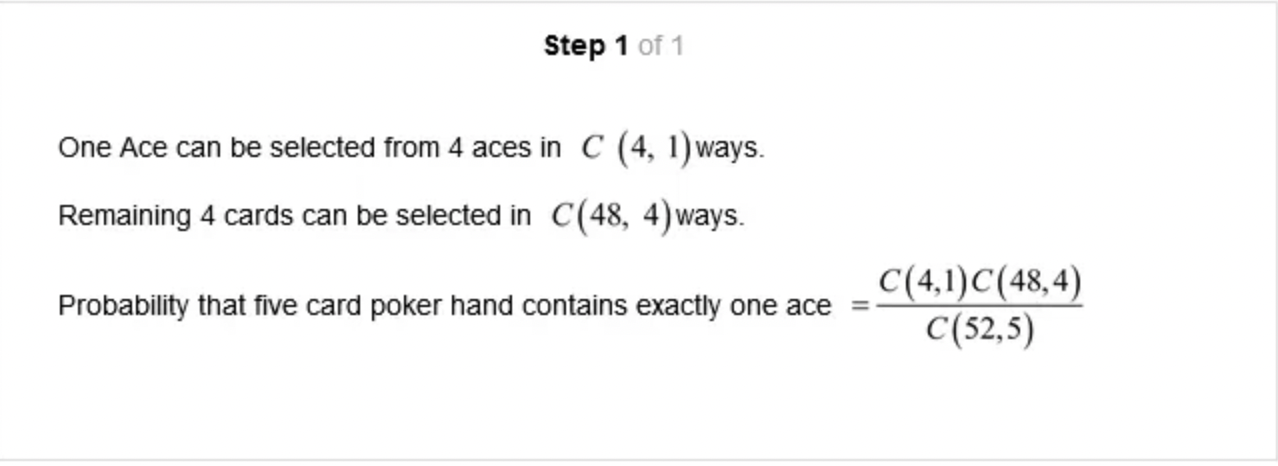 Step 1 of 1
One Ace can be selected from 4 aces in C (4, 1) ways.
Remaining 4 cards can be selected in C(48, 4) ways.
Probability that five card poker hand contains exactly one ace = C(4,1)C(48,4)
C(52,5)